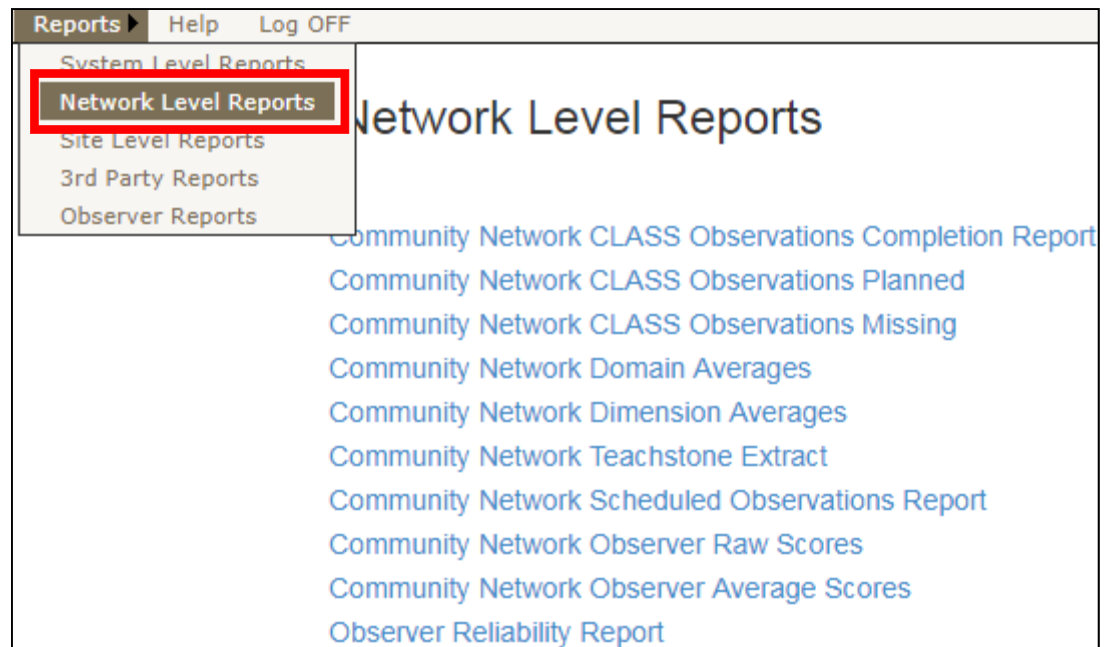 Reports Help Log OFF
System Level Reports
Network Level Reports
Site Level Reports
3rd Party Reports
Observer Reports
Network Level Reports
Community Network CLASS Observations Completion Report
Community Network CLASS Observations Planned
Community Network CLASS Observations Missing
Community Network Domain Averages
Community Network Dimension Averages
Community Network Teachstone Extract
Community Network Scheduled Observations Report
Community Network Observer Raw Scores
Community Network Observer Average Scores
Observer Reliability Report